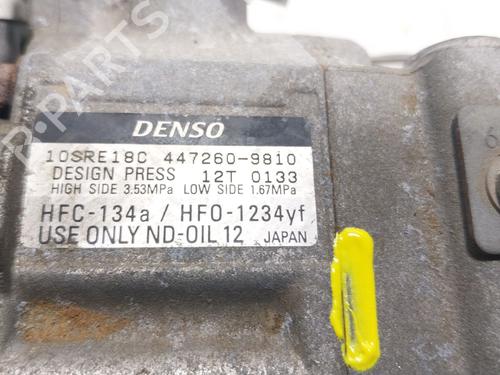 DENSO
10SRE18C 447260-9810
DESIGN PRESS 12T 0133
HIGH SIDE 3.53MPa LOW SIDE 1.67MPa
HFC-134a / HFO-1234yf
USE ONLY ND-OIL 12 JAPAN
B-PARTS